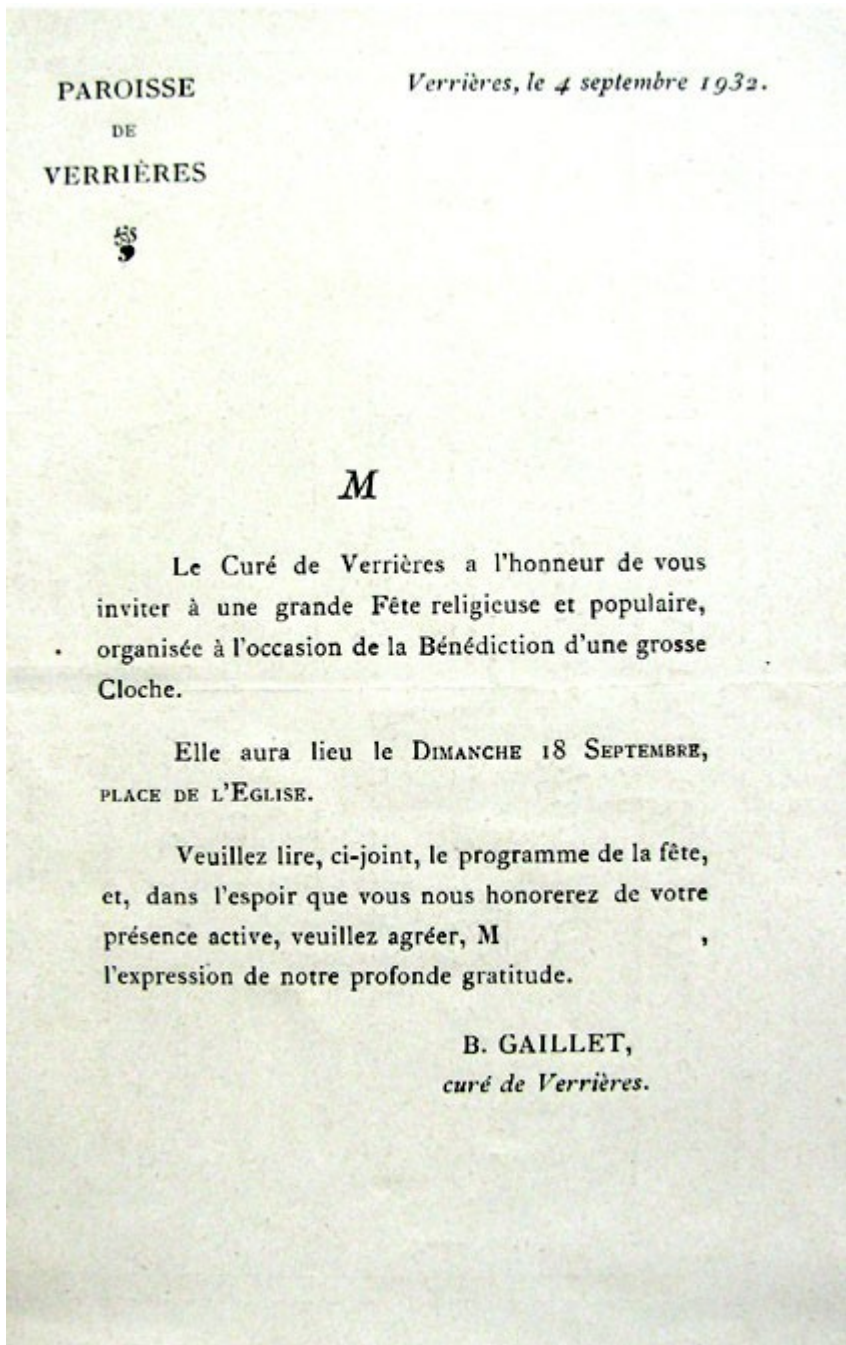 PAROISSE
DE
VERRIÈRES
Verrières, le 4 septembre 1932.
M
Le Curé de Verrières a l'honneur de vous
inviter à une grande Fête religieuse et populaire,
organisée à l'occasion de la Bénédiction d'une grosse
Cloche.
Elle aura lieu le DIMANCHE 18 SEPTEMBRE,
PLACE DE L'EGLISE.
Veuillez lire, ci-joint, le programme de la fête,
et, dans l'espoir que vous nous honorerez de votre
présence active, veuillez agréer, M ,
l'expression de notre profonde gratitude.
B. GAILLET,
curé de Verrières.